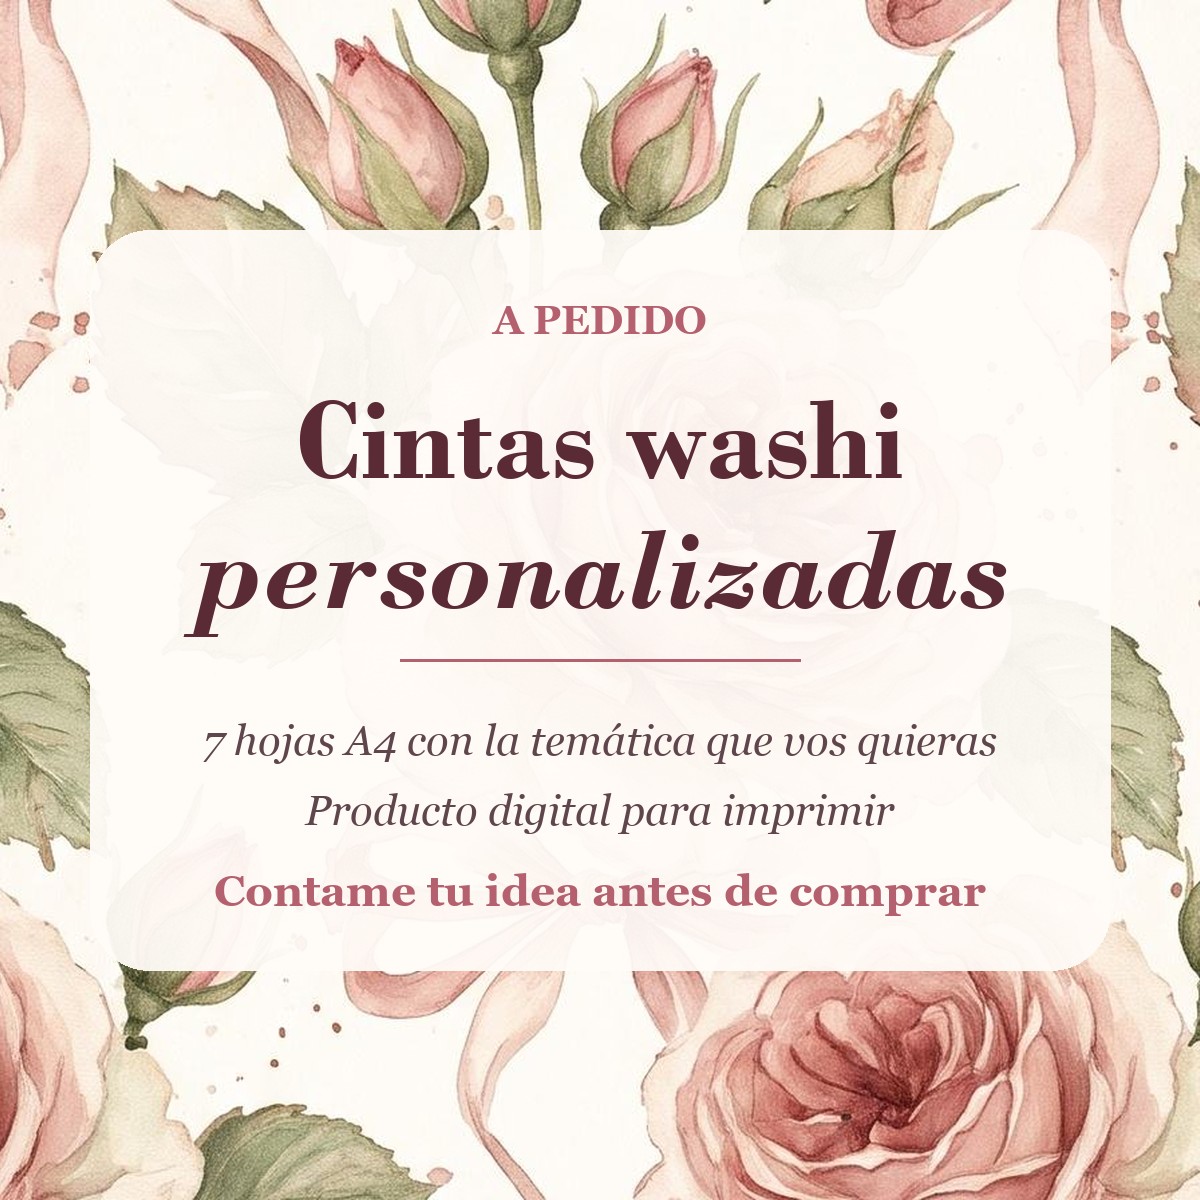 A PEDIDO
Cintas washi
personalizadas
7 hojas A4 con la temática que vos quieras
Producto digital para imprimir
Contame tu idea antes de comprar